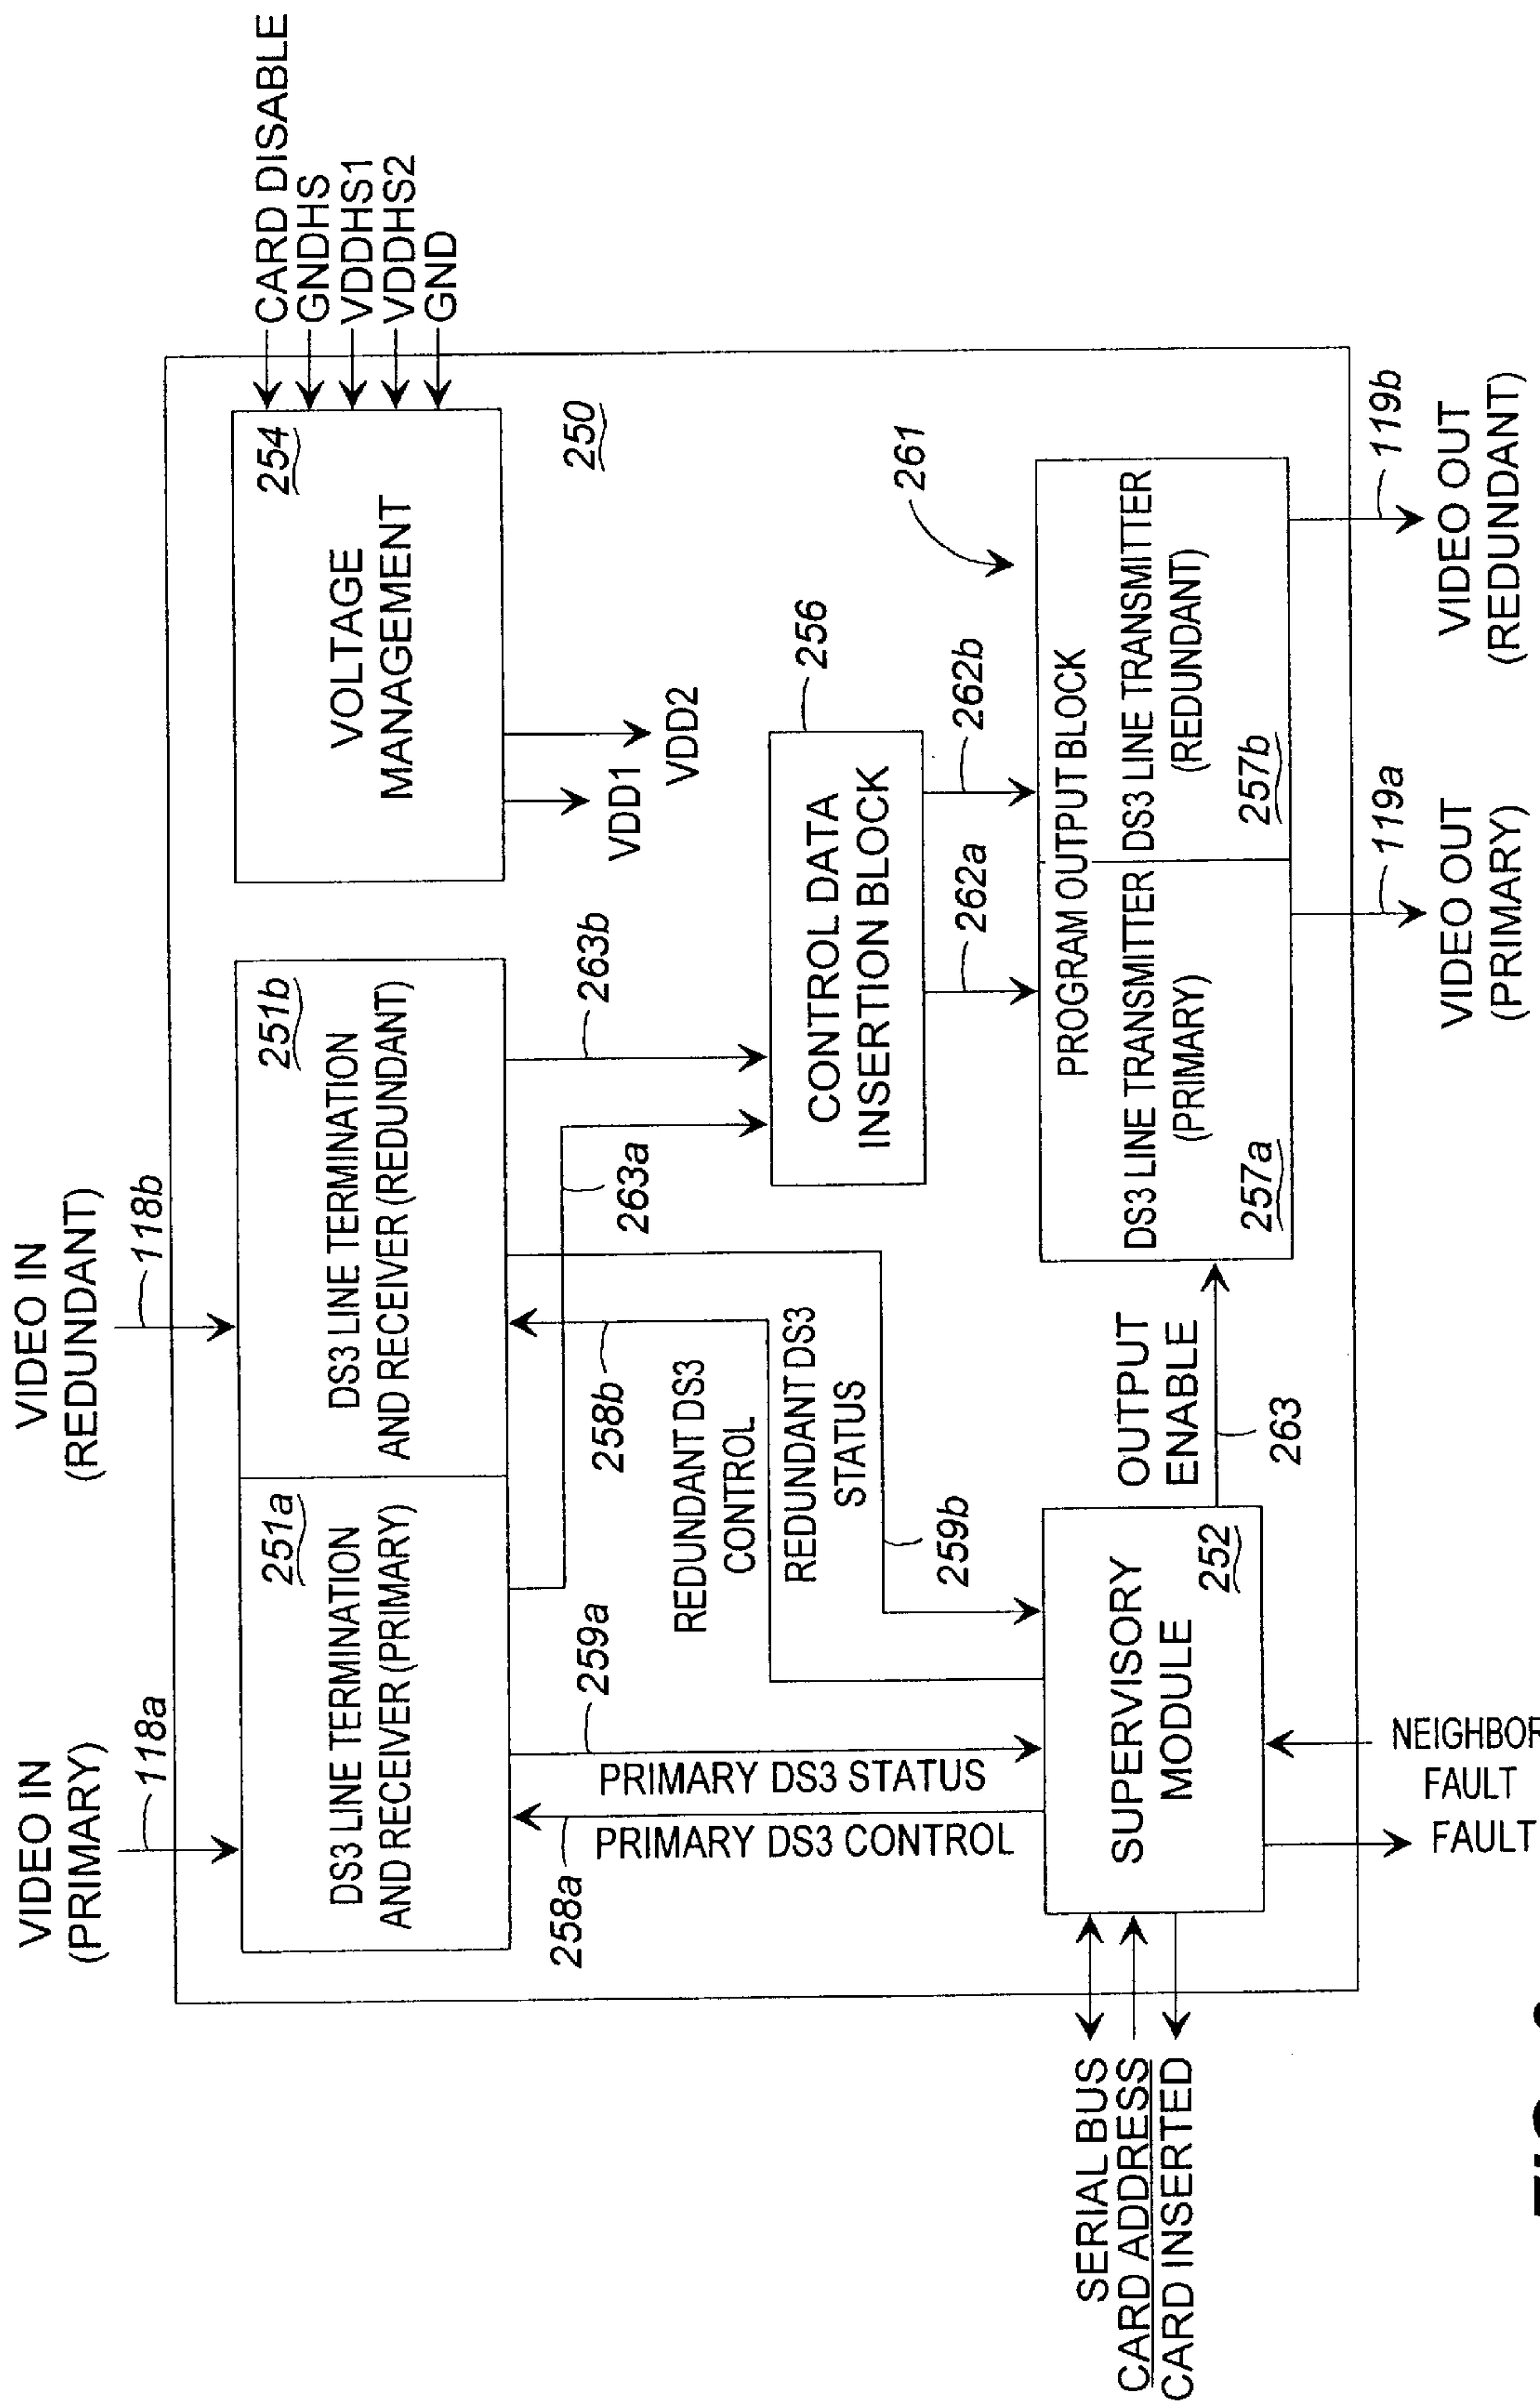 VIDEO IN
(PRIMARY)
118a
VIDEO IN
(REDUNDANT)
118b
251a
DS3 LINE TERMINATION
AND RECEIVER (PRIMARY)
251b
DS3 LINE TERMINATION
AND RECEIVER (REDUNDANT)
254
VOLTAGE
MANAGEMENT
CARD DISABLE
GNDHS
VDDHS1
VDDHS2
GND
250
VDD1
VDD2
258a
PRIMARY DS3 CONTROL
259a
PRIMARY DS3 STATUS
258b
REDUNDANT DS3
CONTROL
REDUNDANT DS3
STATUS
259b
263a
263b
256
CONTROL DATA
INSERTION BLOCK
262a
262b
261
PROGRAM OUTPUT BLOCK
DS3 LINE TRANSMITTER
(PRIMARY)
257a
DS3 LINE TRANSMITTER
(REDUNDANT)
257b
OUTPUT
ENABLE
263
SUPERVISORY
MODULE
252
SERIAL BUS
CARD ADDRESS
CARD INSERTED
NEIGHBOR
FAULT
FAULT
119a
VIDEO OUT
(PRIMARY)
119b
VIDEO OUT
(REDUNDANT)